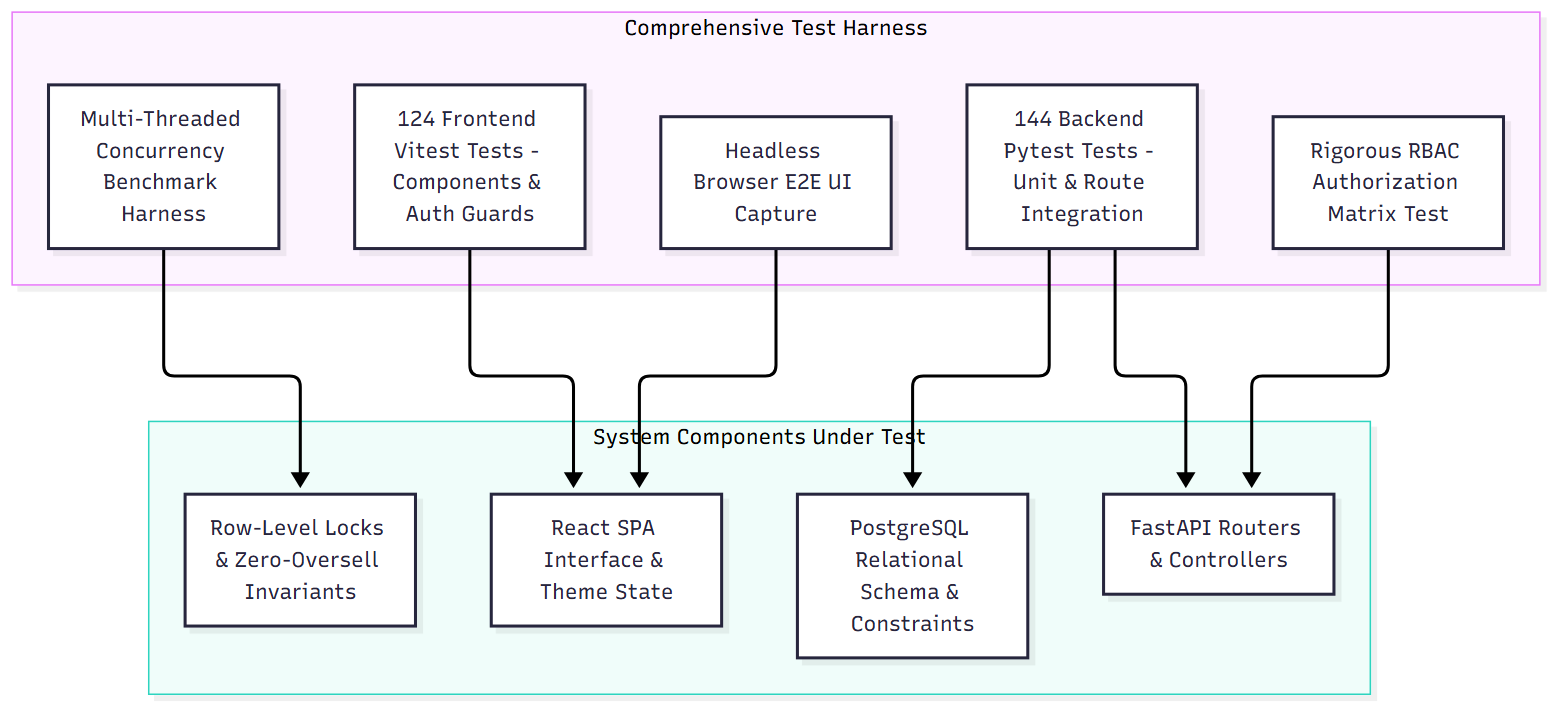 Comprehensive Test Harness
Multi-Threaded
Concurrency
Benchmark
Harness
124 Frontend
Vitest Tests -
Components &
Auth Guards
Headless
Browser E2E UI
Capture
144 Backend
Pytest Tests -
Unit & Route
Integration
Rigorous RBAC
Authorization
Matrix Test
System Components Under Test
Row-Level Locks
& Zero-Oversell
Invariants
React SPA
Interface &
Theme State
PostgreSQL
Relational
Schema &
Constraints
FastAPI Routers
& Controllers